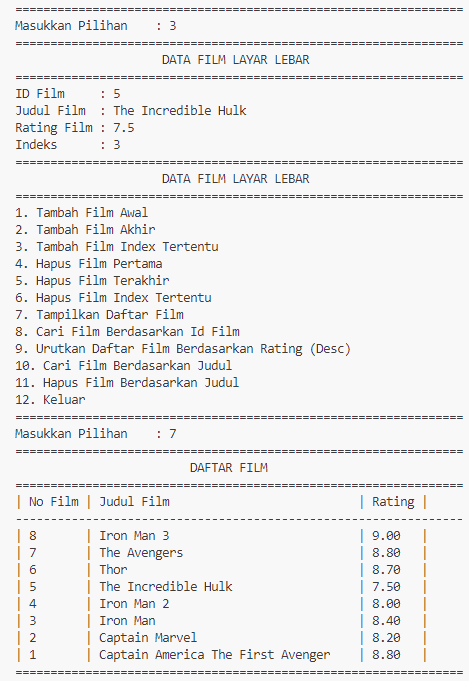 ================================================================
Masukkan Pilihan    : 3
================================================================
                     DATA FILM LAYAR LEBAR
================================================================
ID Film     : 5
Judul Film  : The Incredible Hulk
Rating Film : 7.5
Indeks      : 3
================================================================
                     DATA FILM LAYAR LEBAR
================================================================
1. Tambah Film Awal
2. Tambah Film Akhir
3. Tambah Film Index Tertentu
4. Hapus Film Pertama
5. Hapus Film Terakhir
6. Hapus Film Index Tertentu
7. Tampilkan Daftar Film
8. Cari Film Berdasarkan Id Film
9. Urutkan Daftar Film Berdasarkan Rating (Desc)
10. Cari Film Berdasarkan Judul
11. Hapus Film Berdasarkan Judul
12. Keluar
================================================================
Masukkan Pilihan    : 7
================================================================
                         DAFTAR FILM
================================================================
| No Film | Judul Film                           | Rating |
----------------------------------------------------------------
| 8       | Iron Man 3                           | 9.00   |
| 7       | The Avengers                         | 8.80   |
| 6       | Thor                                 | 8.70   |
| 5       | The Incredible Hulk                  | 7.50   |
| 4       | Iron Man 2                           | 8.00   |
| 3       | Iron Man                             | 8.40   |
| 2       | Captain Marvel                       | 8.20   |
| 1       | Captain America The First Avenger    | 8.80   |
================================================================